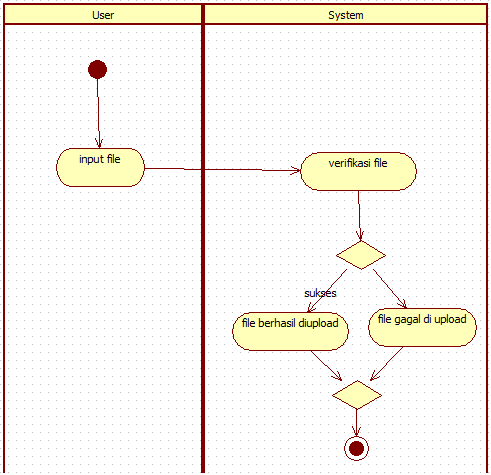 User
System
input file
verifikasi file
sukses
file berhasil diupload
file gagal di upload